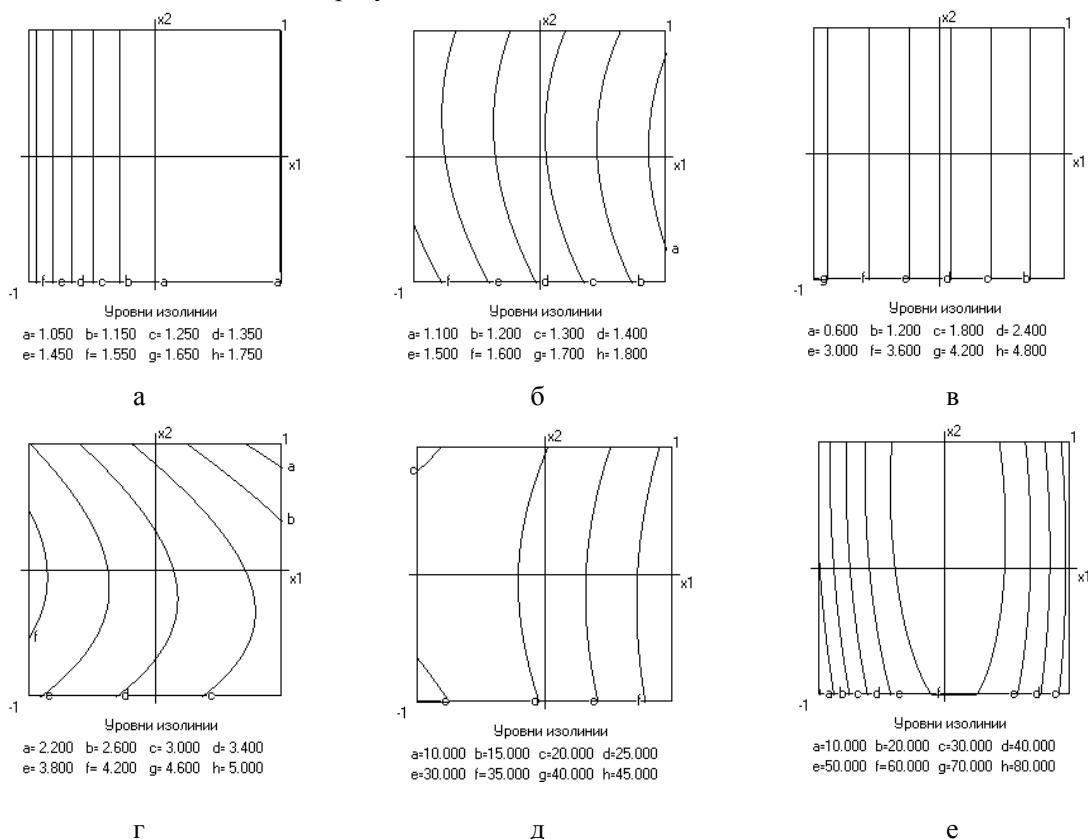 x2
1
x1
f e d c b a a
-1
Уровни изолинии
a= 1.050 b= 1.150 c= 1.250 d= 1.350
e= 1.450 f= 1.550 g= 1.650 h= 1.750
а
x2
1
x1
a
f e d c b
-1
Уровни изолинии
a= 1.100 b= 1.200 c= 1.300 d= 1.400
e= 1.500 f= 1.600 g= 1.700 h= 1.800
б
x2
1
x1
g f e d c b
-1
Уровни изолинии
a= 0.600 b= 1.200 c= 1.800 d= 2.400
e= 3.000 f= 3.600 g= 4.200 h= 4.800
в
x2
1
a
b
x1
f
e d c
-1
Уровни изолинии
a= 2.200 b= 2.600 c= 3.000 d= 3.400
e= 3.800 f= 4.200 g= 4.600 h= 5.000
г
x2
1
c
x1
c d e f
-1
Уровни изолинии
a=10.000 b=15.000 c=20.000 d=25.000
e=30.000 f=35.000 g=40.000 h=45.000
д
x2
1
x1
a b c d e f e d c
-1
Уровни изолинии
a=10.000 b=20.000 c=30.000 d=40.000
e=50.000 f=60.000 g=70.000 h=80.000
е